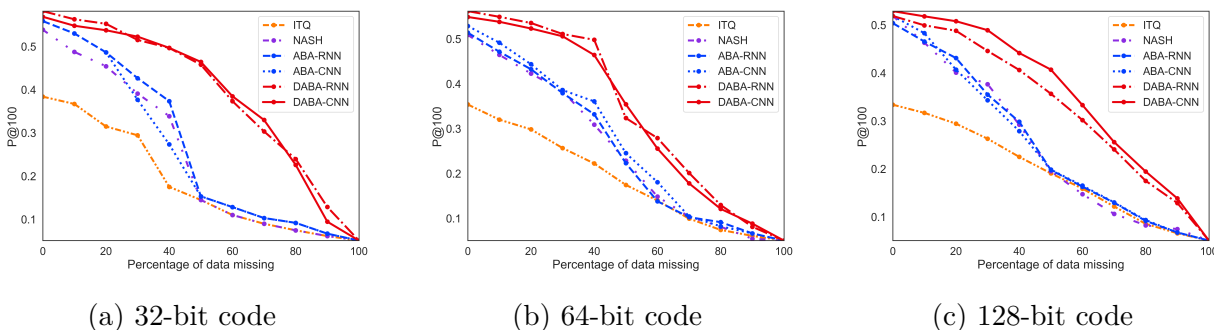 P@100
0.5
0.4
0.3
0.2
0.1
0 20 40 60 80 100
Percentage of data missing
ITQ
NASH
ABA-RNN
ABA-CNN
DABA-RNN
DABA-CNN
(a) 32-bit code
P@100
0.5
0.4
0.3
0.2
0.1
0 20 40 60 80 100
Percentage of data missing
ITQ
NASH
ABA-RNN
ABA-CNN
DABA-RNN
DABA-CNN
(b) 64-bit code
P@100
0.5
0.4
0.3
0.2
0.1
0 20 40 60 80 100
Percentage of data missing
ITQ
NASH
ABA-RNN
ABA-CNN
DABA-RNN
DABA-CNN
(c) 128-bit code